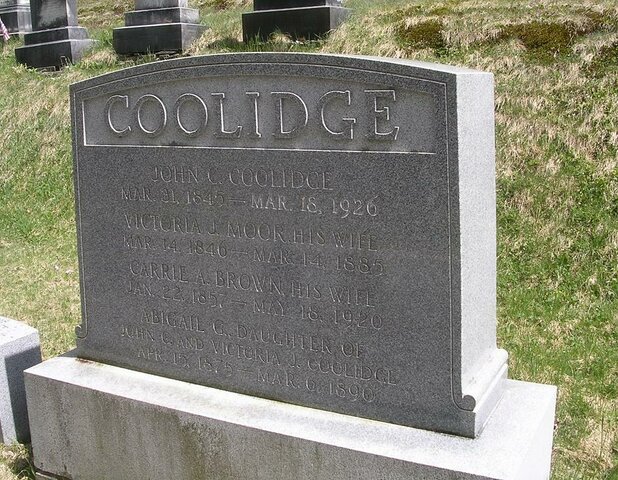 COOLIDGE
JOHN C. COOLIDGE
MAR. 31, 1845 — MAR. 18, 1926
VICTORIA J. MOOR, HIS WIFE
MAR. 14, 1846 — MAR. 14, 1885
CARRIE A. BROWN, HIS WIFE
JAN. 22, 1857 — MAY 18, 1920
ABIGAIL G. DAUGHTER OF
JOHN C. AND VICTORIA J. COOLIDGE
APR. 15, 1875 — MAR. 6, 1890